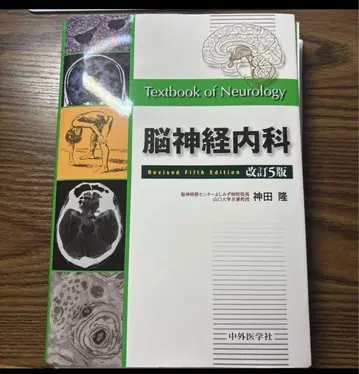 Textbook of Neurology
脳神経内科
Revised Fifth Edition 改訂5版
脳神経筋センターよしみず病院院長
山口大学名誉教授 神田 隆
中外医学社